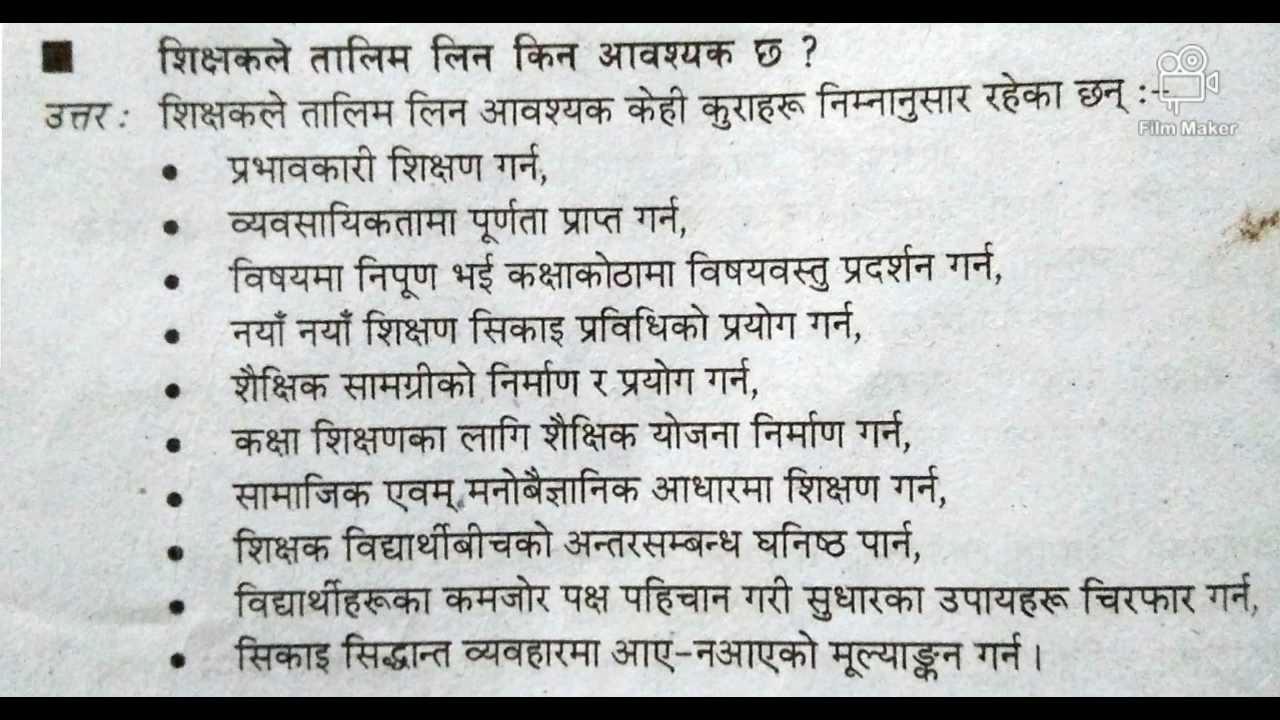 ■ शिक्षकले तालिम लिन किन आवश्यक छ ?
उत्तर : शिक्षकले तालिम लिन आवश्यक केही कुराहरू निम्नानुसार रहेका छन् :-
Film Maker
• प्रभावकारी शिक्षण गर्न,
• व्यवसायिकतामा पूर्णता प्राप्त गर्न,
• विषयमा निपूण भई कक्षाकोठामा विषयवस्तु प्रदर्शन गर्न,
• नयाँ नयाँ शिक्षण सिकाइ प्रविधिको प्रयोग गर्न,
• शैक्षिक सामग्रीको निर्माण र प्रयोग गर्न,
• कक्षा शिक्षणका लागि शैक्षिक योजना निर्माण गर्न,
• सामाजिक एवम् मनोबैज्ञानिक आधारमा शिक्षण गर्न,
• शिक्षक विद्यार्थीबीचको अन्तरसम्बन्ध घनिष्ठ पार्न,
• विद्यार्थीहरूका कमजोर पक्ष पहिचान गरी सुधारका उपायहरू चिरफार गर्न,
• सिकाइ सिद्धान्त व्यवहारमा आए-नआएको मूल्याङ्कन गर्न ।